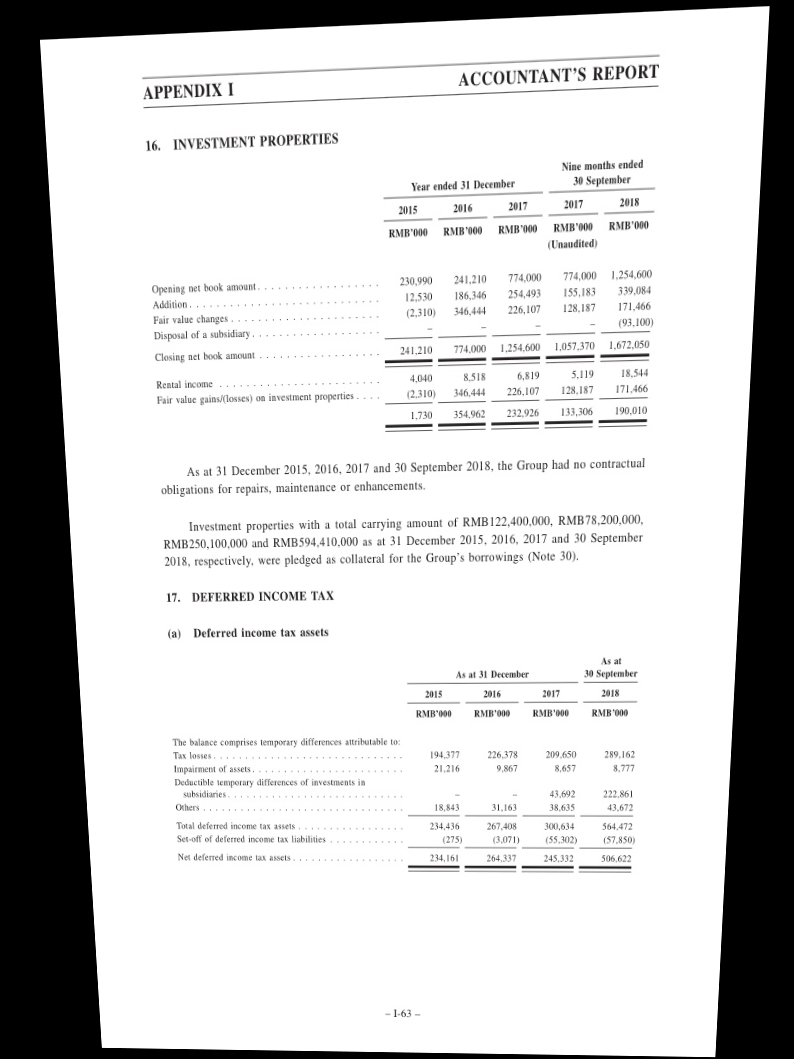 APPENDIX I ACCOUNTANT'S REPORT
16. INVESTMENT PROPERTIES
Nine months ended
Year ended 31 December 30 September
2015 2016 2017 2017 2018
RMB'000 RMB'000 RMB'000 RMB'000 RMB'000
(Unaudited)
Opening net book amount. . . . . . . . . . . . . . . . . . 230,990 241,210 774,000 774,000 1,254,600
Addition. . . . . . . . . . . . . . . . . . . . . . . . . . . . 12,530 186,346 254,493 155,183 339,084
Fair value changes . . . . . . . . . . . . . . . . . . . . . . (2,310) 346,444 226,107 128,187 171,466
Disposal of a subsidiary. . . . . . . . . . . . . . . . . . . – – – – (93,100)
Closing net book amount . . . . . . . . . . . . . . . . . . 241,210 774,000 1,254,600 1,057,370 1,672,050
Rental income . . . . . . . . . . . . . . . . . . . . . . . . 4,040 8,518 6,819 5,119 18,544
Fair value gains/(losses) on investment properties . . . . (2,310) 346,444 226,107 128,187 171,466
1,730 354,962 232,926 133,306 190,010
As at 31 December 2015, 2016, 2017 and 30 September 2018, the Group had no contractual
obligations for repairs, maintenance or enhancements.
Investment properties with a total carrying amount of RMB122,400,000, RMB78,200,000,
RMB250,100,000 and RMB594,410,000 as at 31 December 2015, 2016, 2017 and 30 September
2018, respectively, were pledged as collateral for the Group's borrowings (Note 30).
17. DEFERRED INCOME TAX
(a) Deferred income tax assets
As at
As at 31 December 30 September
2015 2016 2017 2018
RMB'000 RMB'000 RMB'000 RMB'000
The balance comprises temporary differences attributable to:
Tax losses. . . . . . . . . . . . . . . . . . . . . . . . . . . . . . 194,377 226,378 209,650 289,162
Impairment of assets. . . . . . . . . . . . . . . . . . . . . . . . 21,216 9,867 8,657 8,777
Deductible temporary differences of investments in
subsidiaries. . . . . . . . . . . . . . . . . . . . . . . . . . . . – – 43,692 222,861
Others . . . . . . . . . . . . . . . . . . . . . . . . . . . . . . . . 18,843 31,163 38,635 43,672
Total deferred income tax assets . . . . . . . . . . . . . . . . . 234,436 267,408 300,634 564,472
Set-off of deferred income tax liabilities . . . . . . . . . . . . (275) (3,071) (55,302) (57,850)
Net deferred income tax assets. . . . . . . . . . . . . . . . . . 234,161 264,337 245,332 506,622
– I-63 –